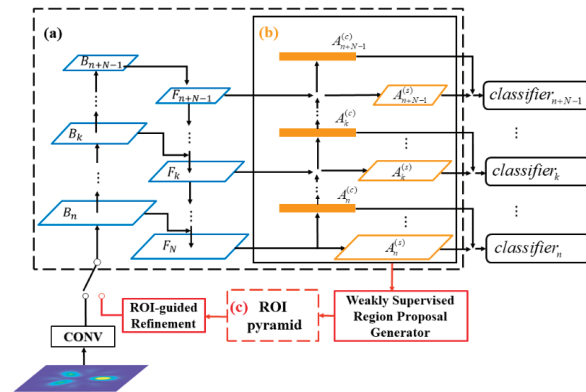 (a)
(b)
B_{n+N−1}
A_{n+N−1}^{(c)}
F_{n+N−1}
A_{n+N−1}^{(s)}
classifier_{n+N−1}
B_k
A_k^{(c)}
F_k
A_k^{(s)}
classifier_k
B_n
A_n^{(c)}
F_N
A_n^{(s)}
classifier_n
(c) ROI
pyramid
ROI-guided
Refinement
Weakly Supervised
Region Proposal
Generator
CONV